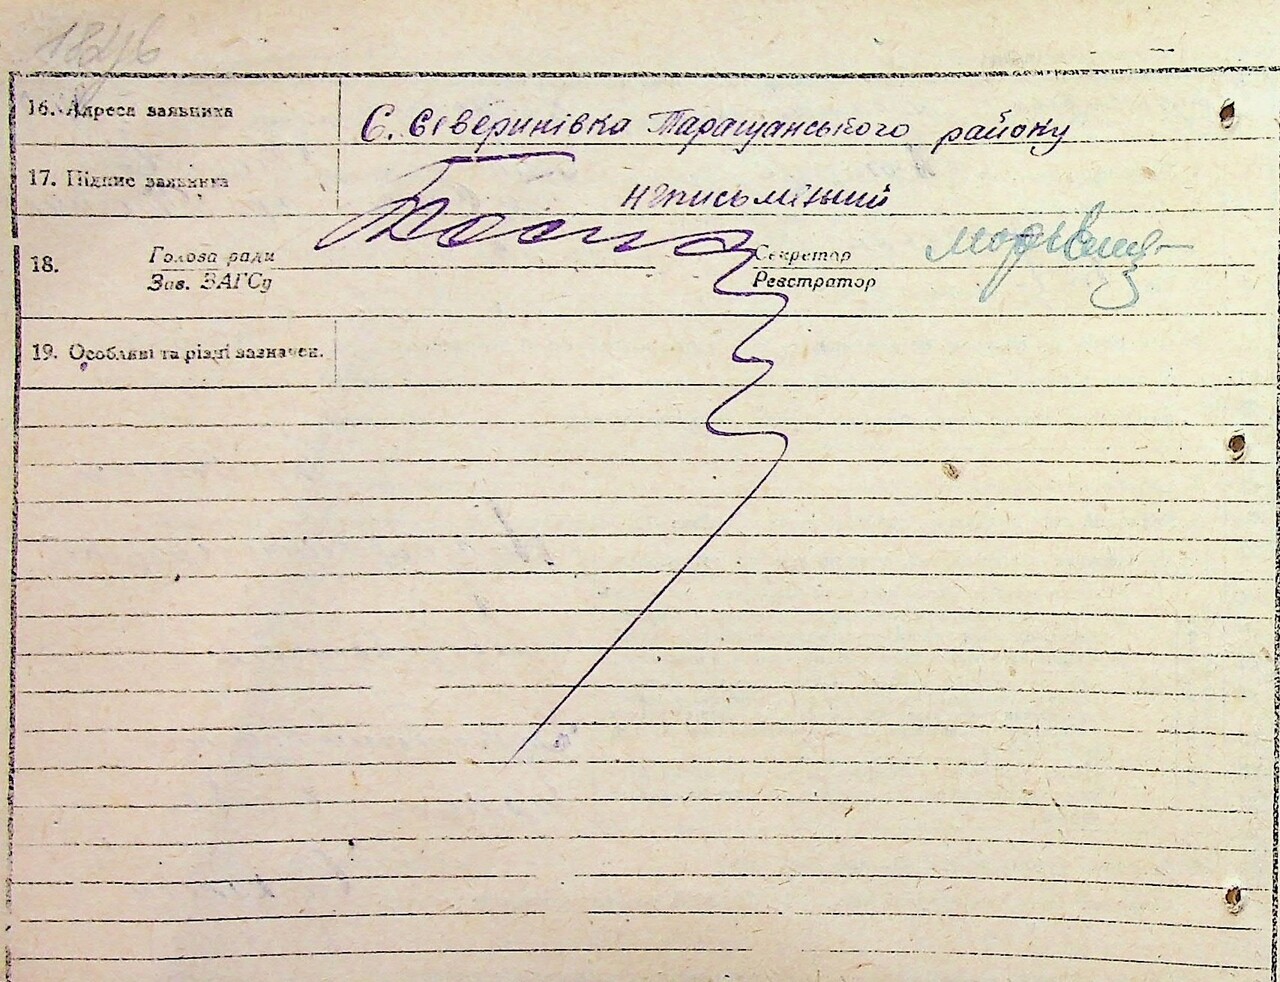 16. Адреса заявника С. Северинівка Таращанського району
17. Підпис заявника неписьменний
18. Голова ради Секретар
Зав. ЗАГСу Реєстратор
19. Особливі та різні зазначен.